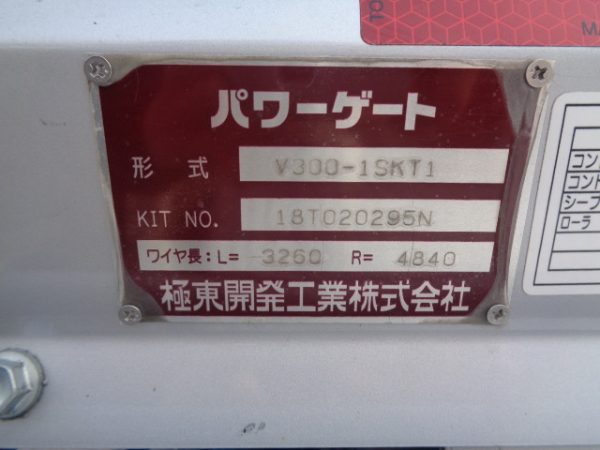 TO
MA
パワーゲート
形式 V300-1SKT1
KIT NO. 18T020295N
ワイヤ長:L= 3260 R= 4840
極東開発工業株式会社
コン
コント
シーブ
ローラ